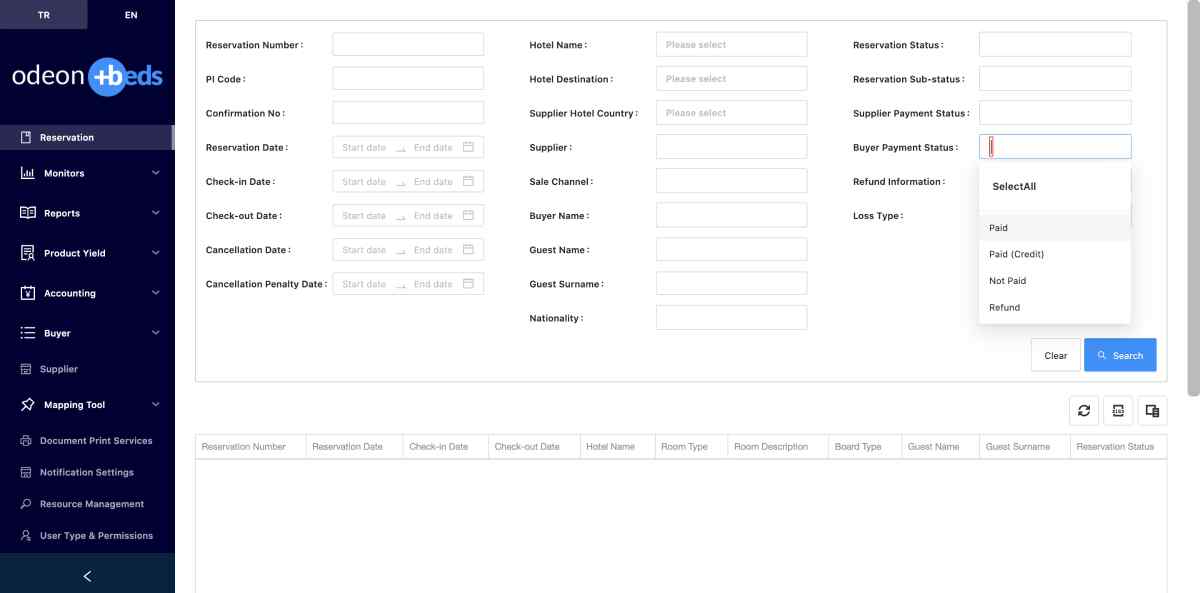 TR
EN
odeon +beds
Reservation
Monitors
Reports
Product Yield
Accounting
Buyer
Supplier
Mapping Tool
Document Print Services
Notification Settings
Resource Management
User Type & Permissions
Reservation Number :
PI Code :
Confirmation No :
Reservation Date : Start date End date
Check-in Date : Start date End date
Check-out Date : Start date End date
Cancellation Date : Start date End date
Cancellation Penalty Date : Start date End date
Hotel Name : Please select
Hotel Destination : Please select
Supplier Hotel Country : Please select
Supplier :
Sale Channel :
Buyer Name :
Guest Name :
Guest Surname :
Nationality :
Reservation Status :
Reservation Sub-status :
Supplier Payment Status :
Buyer Payment Status :
Refund Information :
Loss Type :
SelectAll
Paid
Paid (Credit)
Not Paid
Refund
Clear
Search
Reservation Number Reservation Date Check-in Date Check-out Date Hotel Name Room Type Room Description Board Type Guest Name Guest Surname Reservation Status